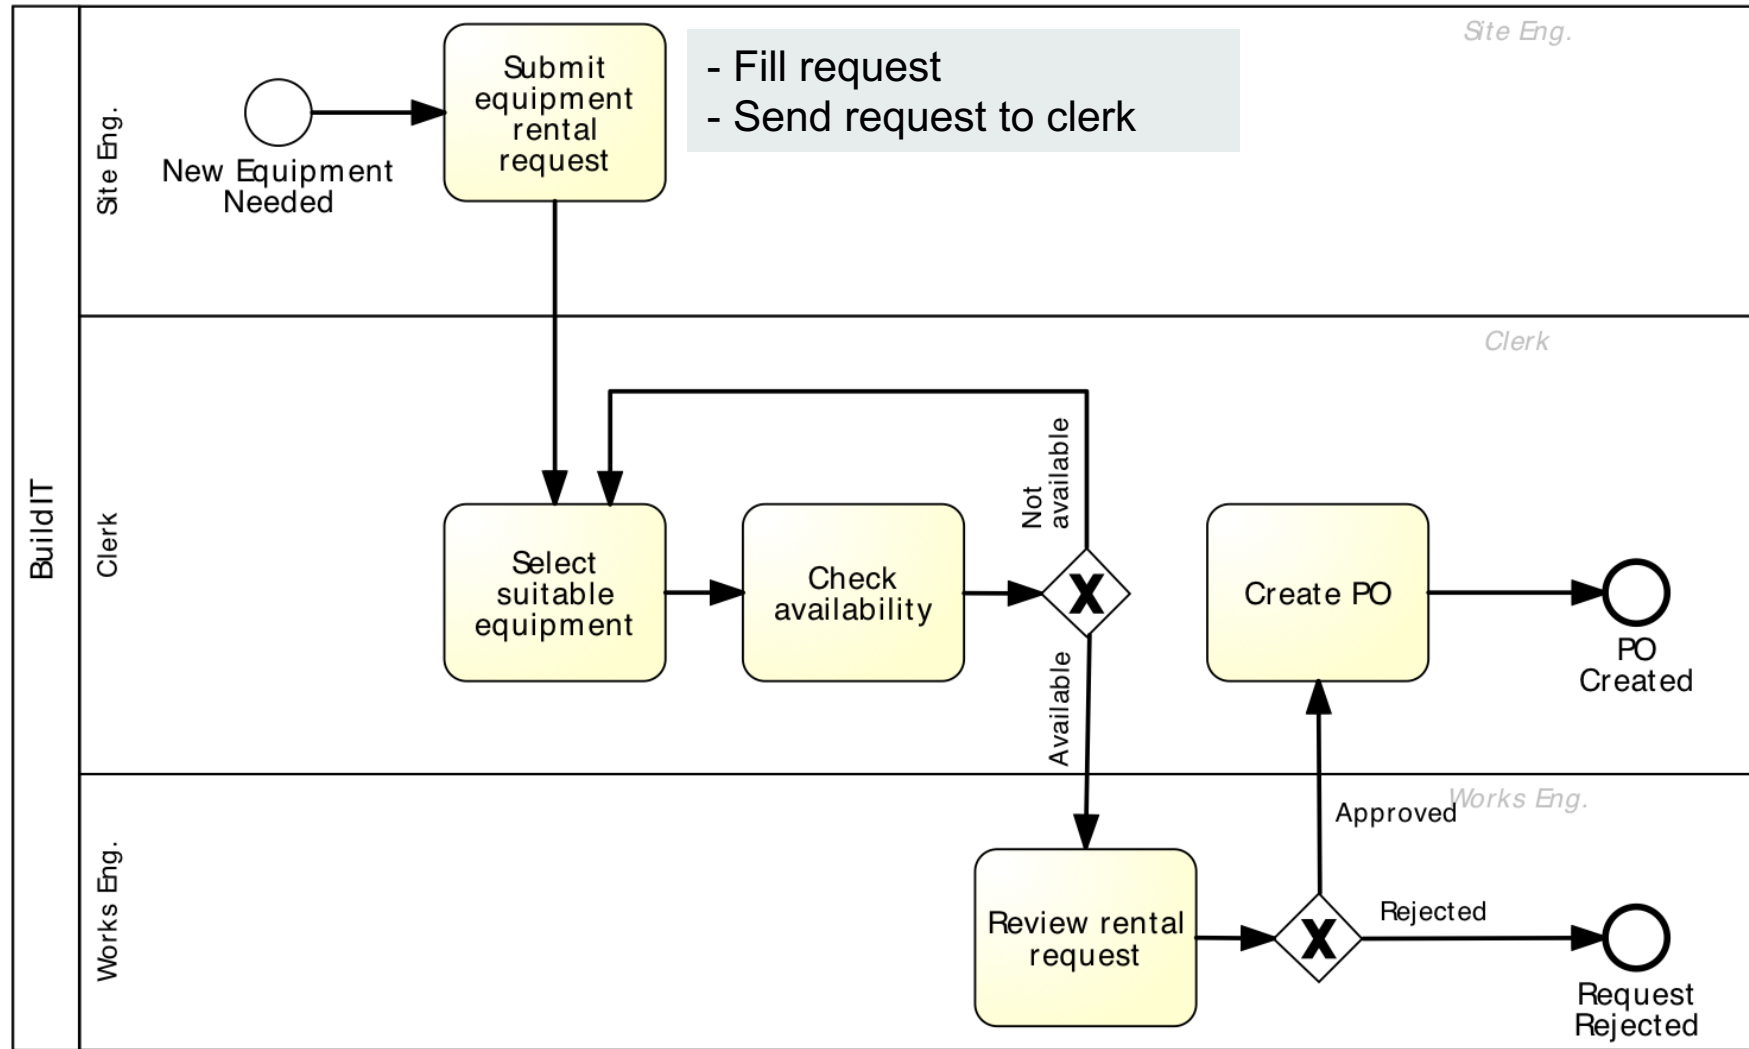 Site Eng.
Submit
equipment
rental
request
- Fill request
- Send request to clerk
New Equipment
Needed
Site Eng.
Clerk
BuildIT
Clerk
Not
available
Select
suitable
equipment
Check
availability
X
Create PO
PO
Created
Available
Works Eng.
Approved
Works Eng.
Review rental
request
X
Rejected
Request
Rejected